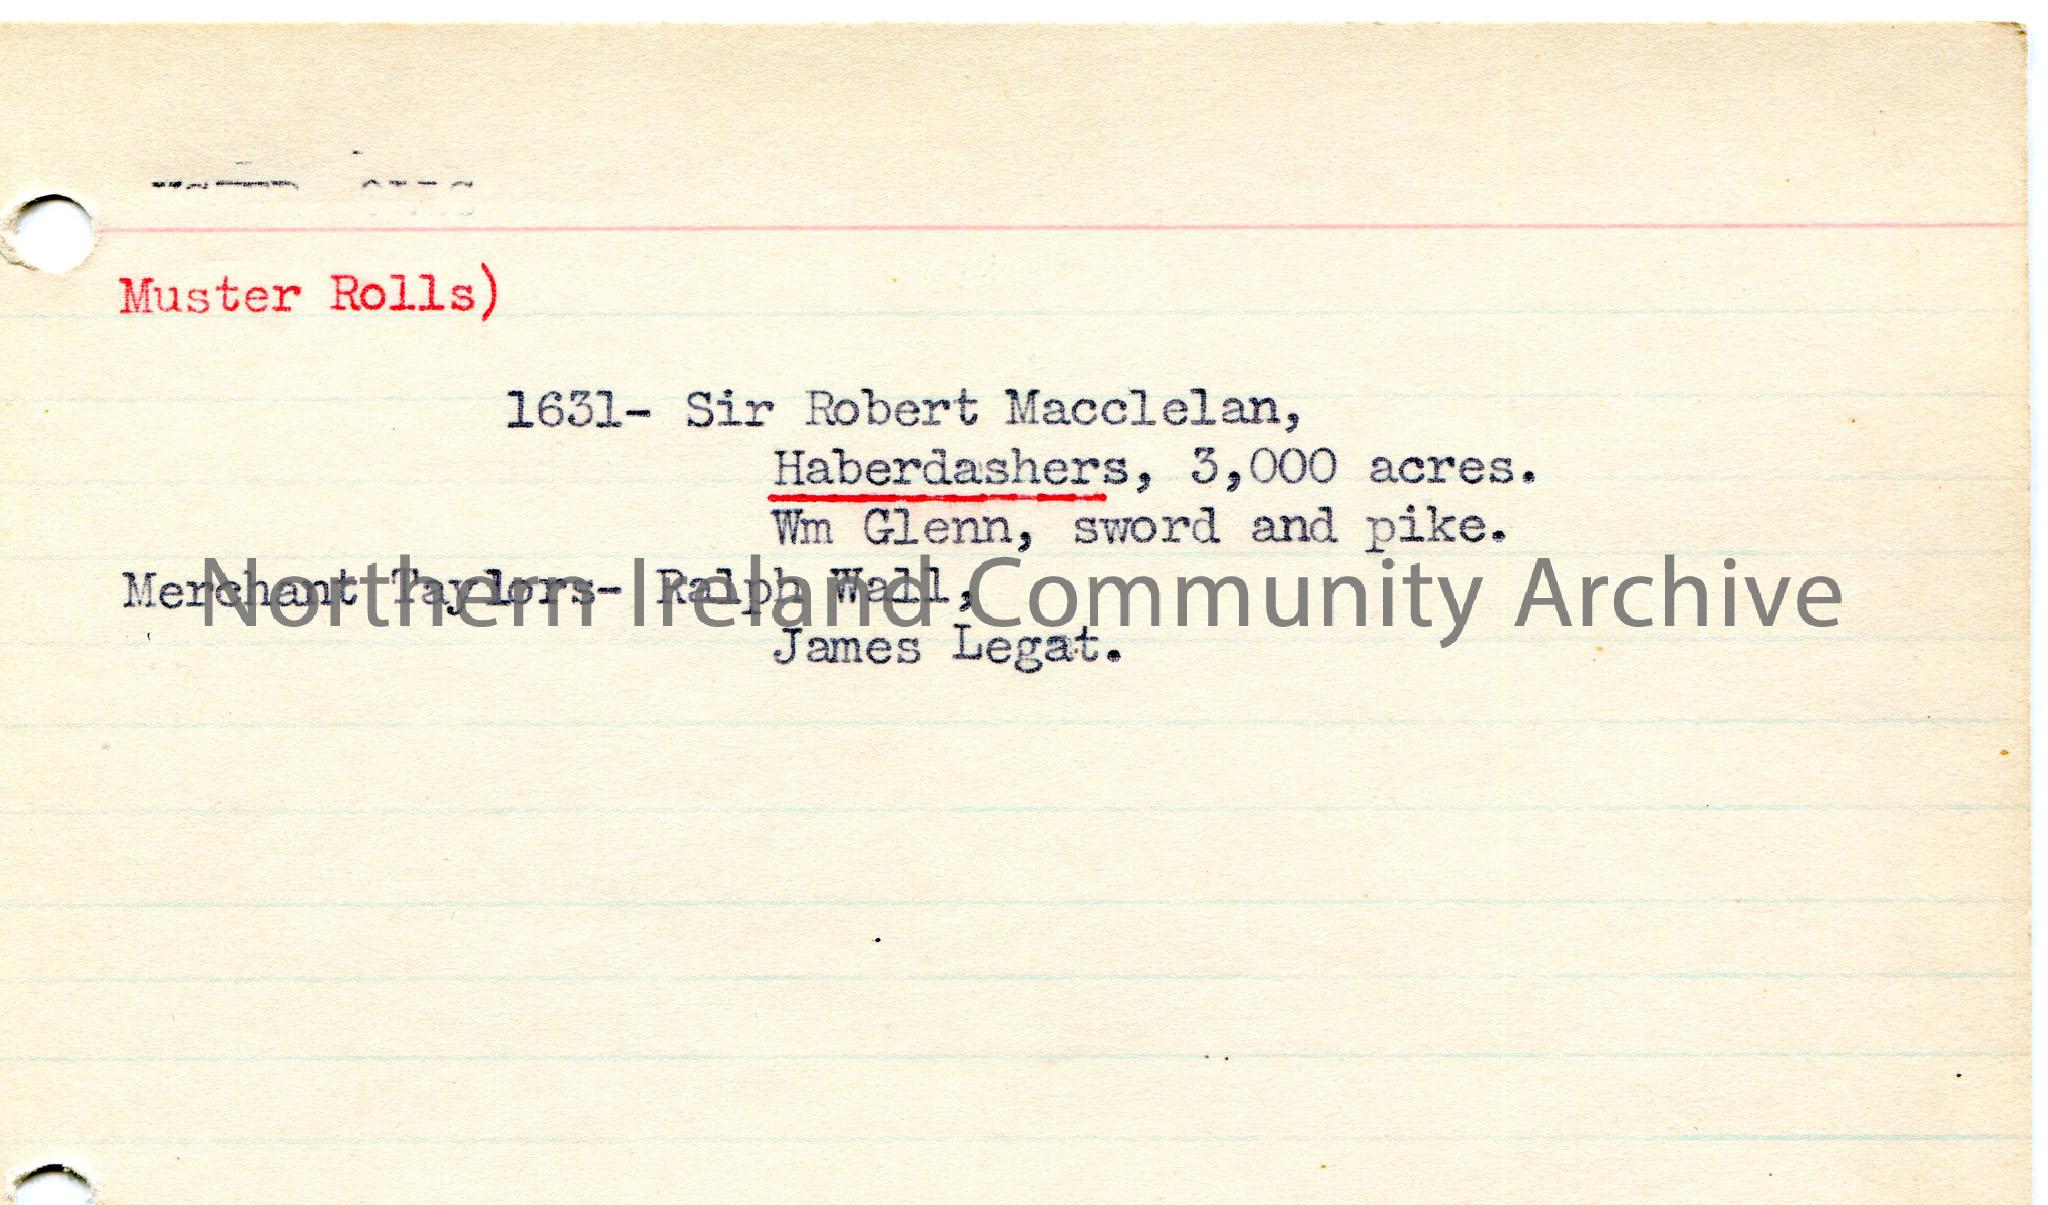 Muster Rolls)
1631- Sir Robert Macclelan,
Haberdashers, 3,000 acres.
Wm Glenn, sword and pike.
Merchant Taylors- Ralph Wall,
James Legat.
Northern Ireland Community Archive